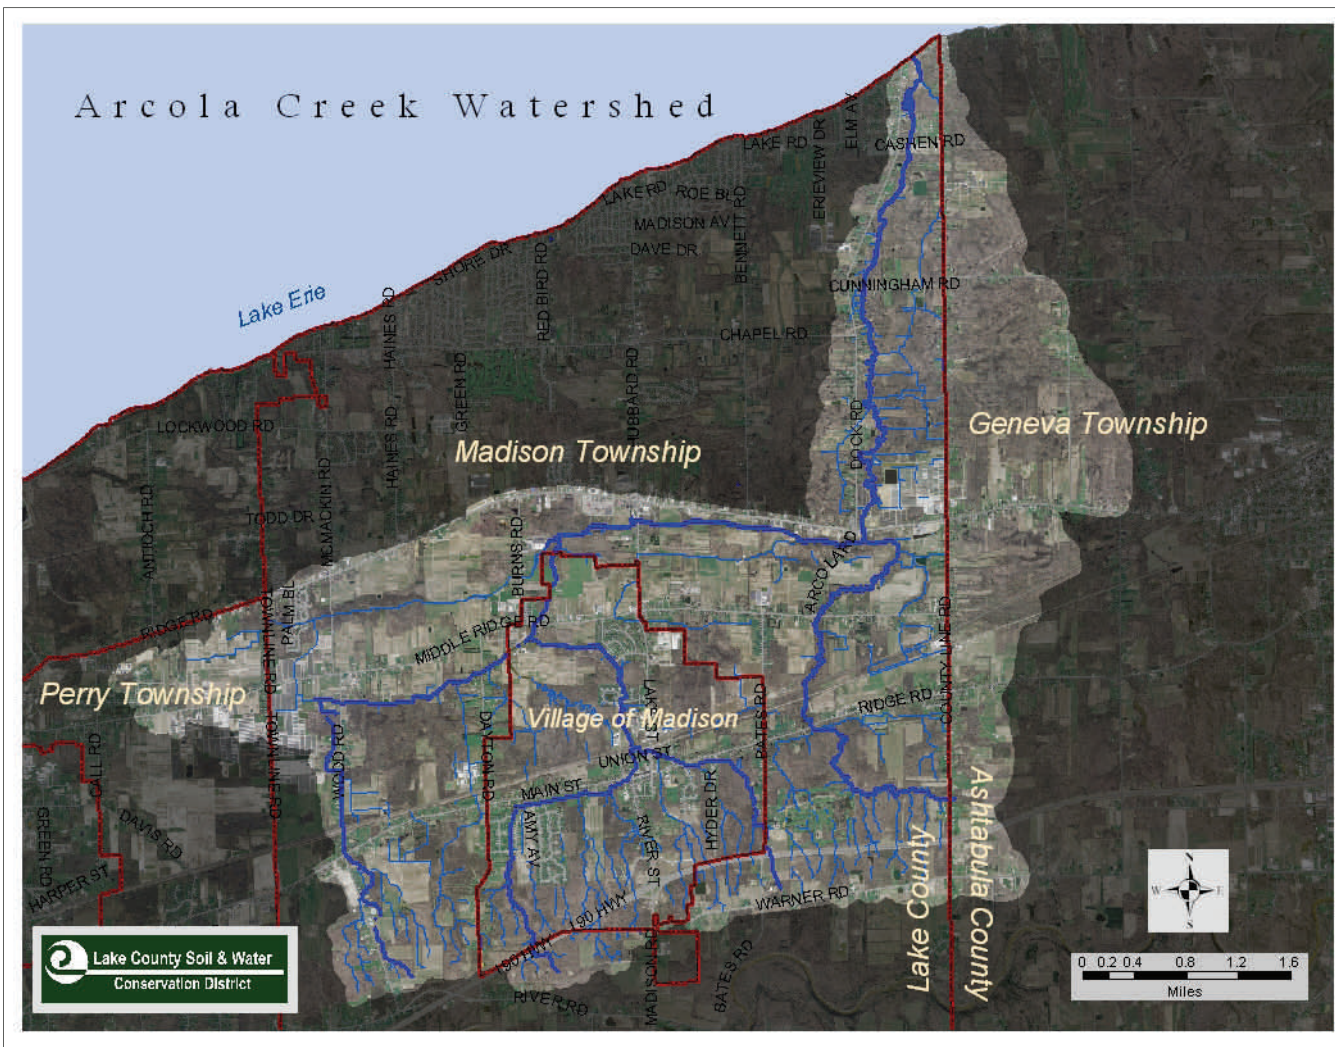 Arcola Creek Watershed
LAKE RD
ERIEVIEW DR
ELM AV
CASHEN RD
LAKE RD
ROE BL
MADISON AV
DAVE DR
BENNETT RD
SHORE DR
RED BIRD RD
Lake Erie
HAINES RD
CUNNINGHAM RD
CHAPEL RD
GREEN RD
UBBARD RD
LOCKWOOD RD
HAINES RD
DOCK RD
Geneva Township
Madison Township
ANTIOCH RD
TODD DR
MCMACKIN RD
BURNS RD
ARCOLA RD
RIDGE RD
TOWNLINE RD
PALM BL
MIDDLE RIDGE RD
COUNTY LINE RD
Perry Township
LAKE ST
Village of Madison
BATES RD
RIDGE RD
CALL RD
TOWNLINE RD
WOOD RD
DAYTON RD
UNION ST
MAIN ST
GREEN RD
DAVIS RD
HARPER ST
AMY AV
RIVER ST
HYDER DR
WARNER RD
Lake County
Ashtabula County
I90 HWY
I90 HWY
RIVER RD
MADISON RD
BATES RD
N
W E
S
Lake County Soil & Water
Conservation District
0 0.2 0.4 0.8 1.2 1.6
Miles